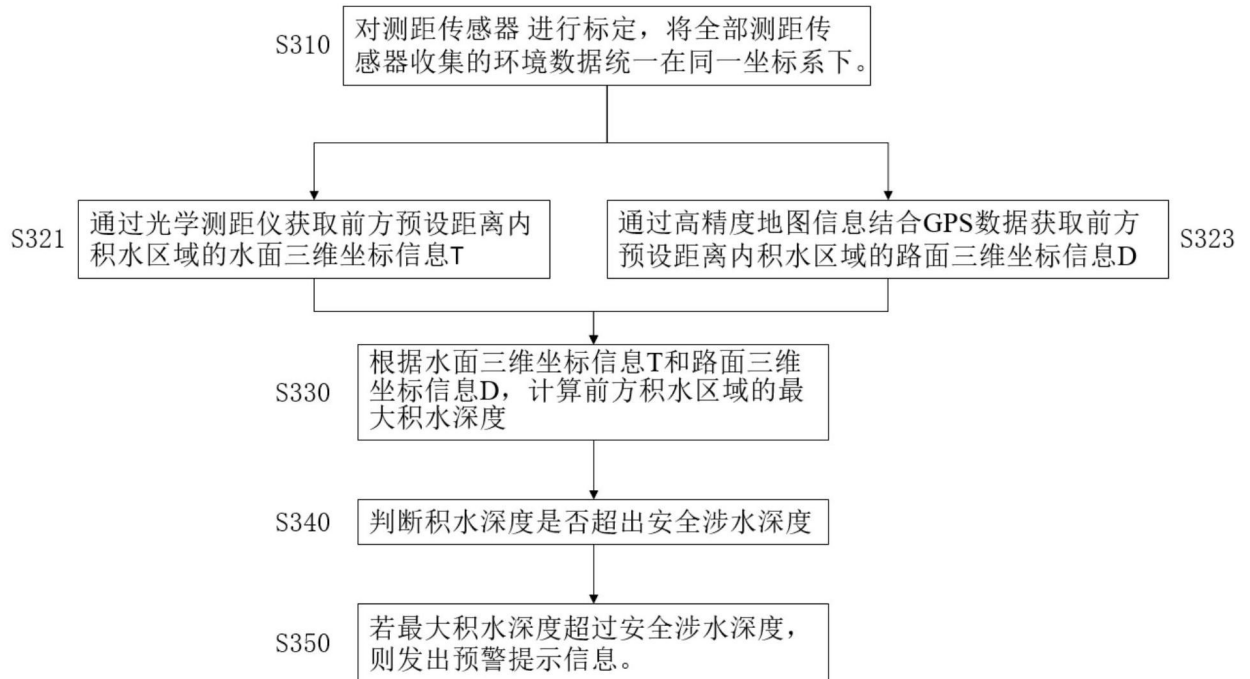 S310
对测距传感器 进行标定，将全部测距传
感器收集的环境数据统一在同一坐标系下。
S321
通过光学测距仪获取前方预设距离内
积水区域的水面三维坐标信息T
通过高精度地图信息结合GPS数据获取前方
预设距离内积水区域的路面三维坐标信息D
S323
S330
根据水面三维坐标信息T和路面三维
坐标信息D，计算前方积水区域的最
大积水深度
S340
判断积水深度是否超出安全涉水深度
S350
若最大积水深度超过安全涉水深度，
则发出预警提示信息。